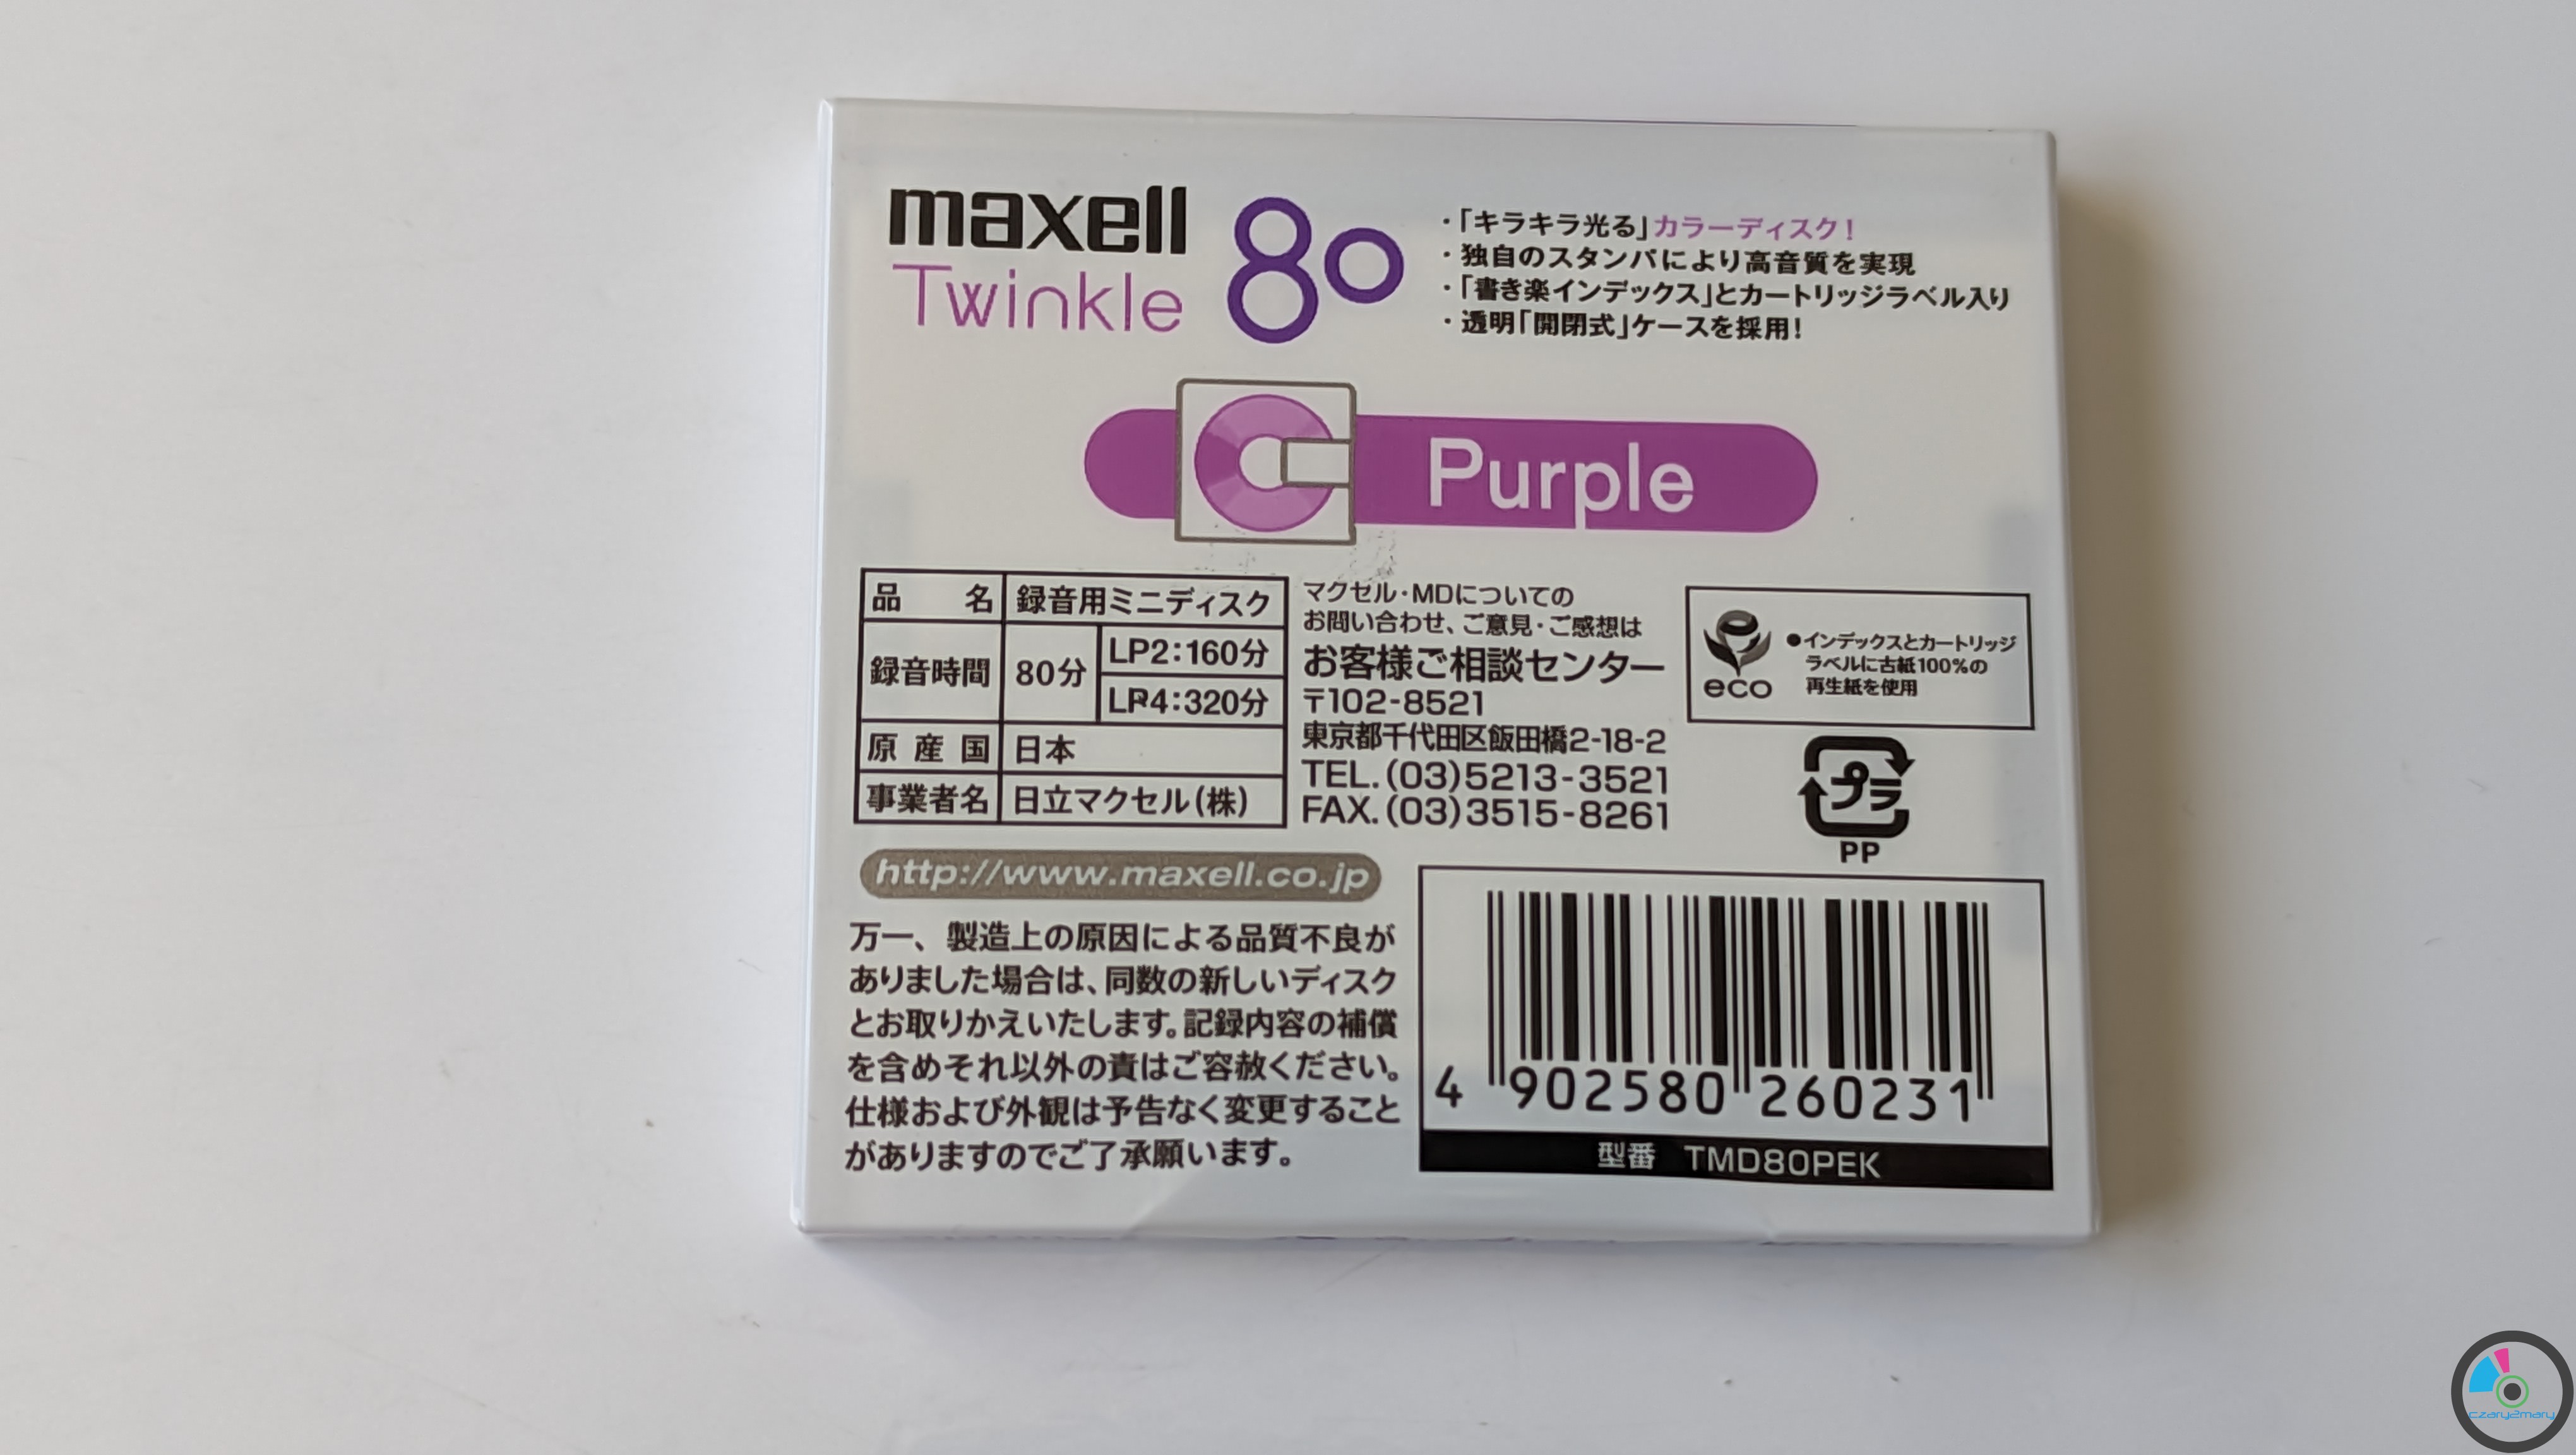 maxell
Twinkle
80
・「キラキラ光る」カラーディスク!
・独自のスタンパにより高音質を実現
・「書き楽インデックス」とカートリッジラベル入り
・透明「開閉式」ケースを採用!
Purple
品 名 録音用ミニディスク
録音時間 80分 LP2:160分
LP4:320分
原産国 日本
事業者名 日立マクセル(株)
マクセル・MDについての
お問い合わせ、ご意見・ご感想は
お客様ご相談センター
〒102-8521
東京都千代田区飯田橋2-18-2
TEL.(03)5213-3521
FAX.(03)3515-8261
eco
●インデックスとカートリッジ
ラベルに古紙100%の
再生紙を使用
プラ
PP
http://www.maxell.co.jp
万一、製造上の原因による品質不良が
ありました場合は、同数の新しいディスク
とお取りかえいたします。記録内容の補償
を含めそれ以外の責はご容赦ください。
仕様および外観は予告なく変更すること
がありますのでご了承願います。
4 902580 260231
型番 TMD80PEK
czary2mary